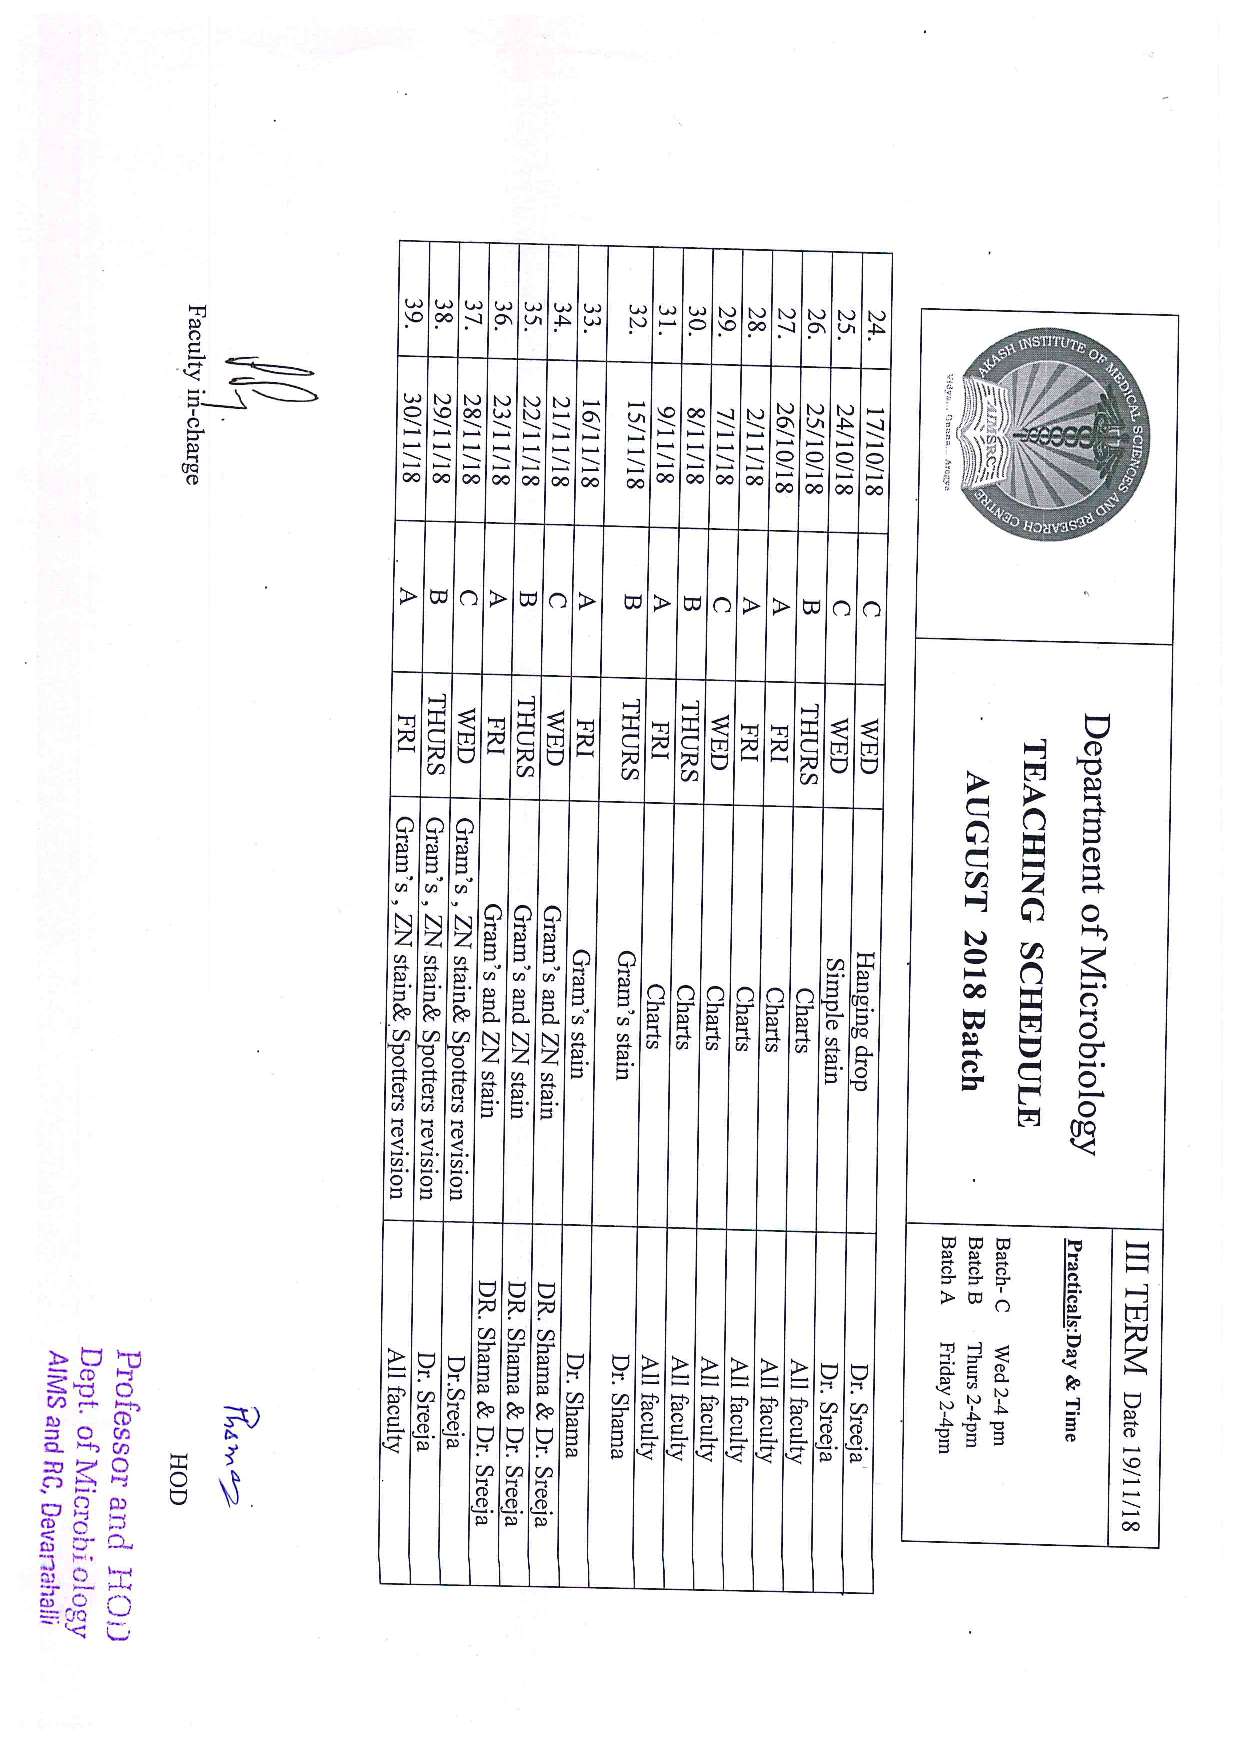 AKASH INSTITUTE OF MEDICAL SCIENCES AND RESEARCH CENTRE
AIMSRC
Vidya... Gnana... Arogya
Department of Microbiology
TEACHING SCHEDULE
AUGUST 2018 Batch
III TERM Date 19/11/18
Practicals:Day & Time
Batch- C Wed 2-4 pm
Batch B Thurs 2-4pm
Batch A Friday 2-4pm
24. 17/10/18 C WED Hanging drop Dr. Sreeja
25. 24/10/18 C WED Simple stain Dr. Sreeja
26. 25/10/18 B THURS Charts All faculty
27. 26/10/18 A FRI Charts All faculty
28. 2/11/18 A FRI Charts All faculty
29. 7/11/18 C WED Charts All faculty
30. 8/11/18 B THURS Charts All faculty
31. 9/11/18 A FRI Charts All faculty
32. 15/11/18 B THURS Gram's stain Dr. Shama
33. 16/11/18 A FRI Gram's stain Dr. Shama
34. 21/11/18 C WED Gram's and ZN stain DR. Shama & Dr. Sreeja
35. 22/11/18 B THURS Gram's and ZN stain DR. Shama & Dr. Sreeja
36. 23/11/18 A FRI Gram's and ZN stain DR. Shama & Dr. Sreeja
37. 28/11/18 C WED Gram's , ZN stain& Spotters revision Dr.Sreeja
38. 29/11/18 B THURS Gram's , ZN stain& Spotters revision Dr. Sreeja
39. 30/11/18 A FRI Gram's , ZN stain& Spotters revision All faculty
Faculty in-charge
HOD
Professor and HOD
Dept. of Microbiology
AIMS and RC, Devanahalli